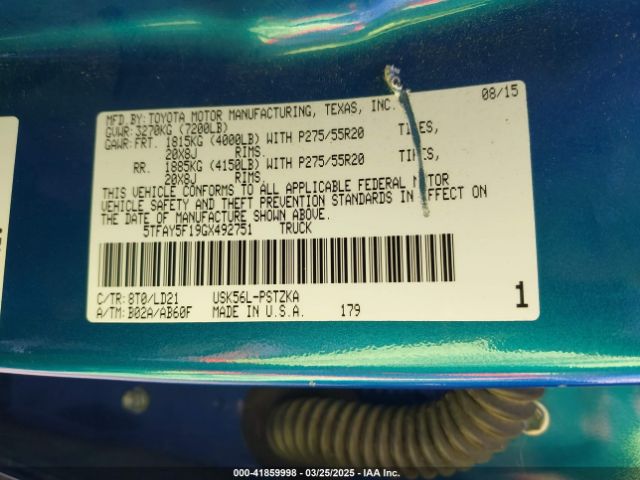 MFD.BY:TOYOTA MOTOR MANUFACTURING, TEXAS, INC. 08/15
GVWR:3270KG (7200LB)
GAWR:FRT. 1815KG (4000LB) WITH P275/55R20 TIRES,
20X8J RIMS.
RR. 1885KG (4150LB) WITH P275/55R20 TIRES,
20X8J RIMS.
THIS VEHICLE CONFORMS TO ALL APPLICABLE FEDERAL MOTOR
VEHICLE SAFETY AND THEFT PREVENTION STANDARDS IN EFFECT ON
THE DATE OF MANUFACTURE SHOWN ABOVE.
5TFAY5F19GX492751 TRUCK
C/TR:8T0/LD21 USK56L-PSTZKA
A/TM:B02A/AB60F MADE IN U.S.A. 179
1
000-41859998 — 03/25/2025 — IAA Inc.